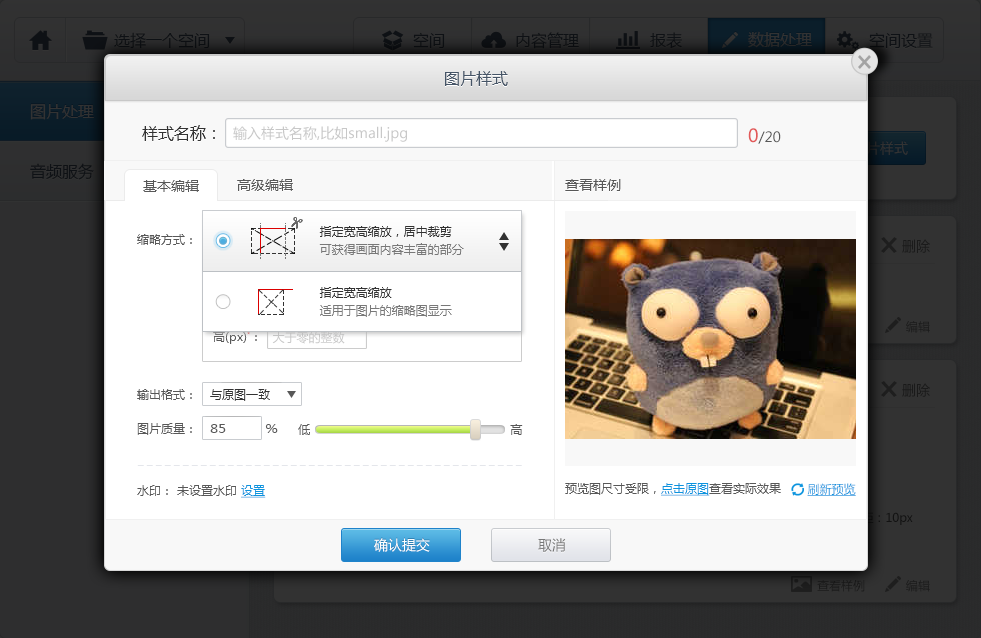 选择一个空间
空间
内容管理
报表
数据处理
空间设置
图片样式
图片处理
样式名称：
输入样式名称,比如small.jpg
0/20
片样式
音频服务
基本编辑
高级编辑
查看样例
缩略方式：
指定宽高缩放，居中裁剪
可获得画面内容丰富的部分
删除
指定宽高缩放
适用于图片的缩略图显示
编辑
高(px)*：
大于零的整数
输出格式：
与原图一致
删除
图片质量：
85
%
低
高
水印：
未设置水印
设置
预览图尺寸受限，点击原图查看实际效果
刷新预览
：10px
确认提交
取消
查看样例
编辑